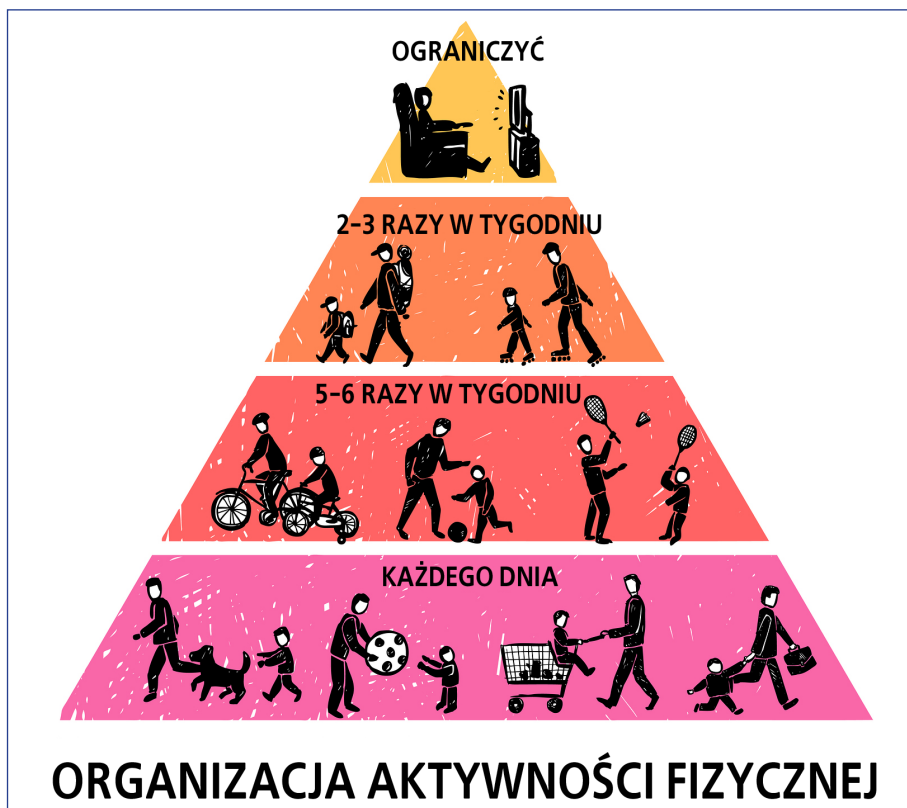 OGRANICZYĆ
2-3 RAZY W TYGODNIU
5-6 RAZY W TYGODNIU
KAŻDEGO DNIA
ORGANIZACJA AKTYWNOŚCI FIZYCZNEJ